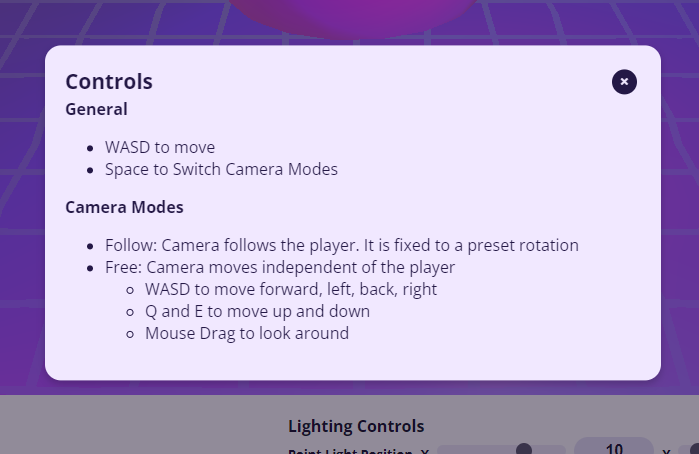 Controls
General
WASD to move
Space to Switch Camera Modes
Camera Modes
Follow: Camera follows the player. It is fixed to a preset rotation
Free: Camera moves independent of the player
WASD to move forward, left, back, right
Q and E to move up and down
Mouse Drag to look around
Lighting Controls
Point Light Position X 10 Y